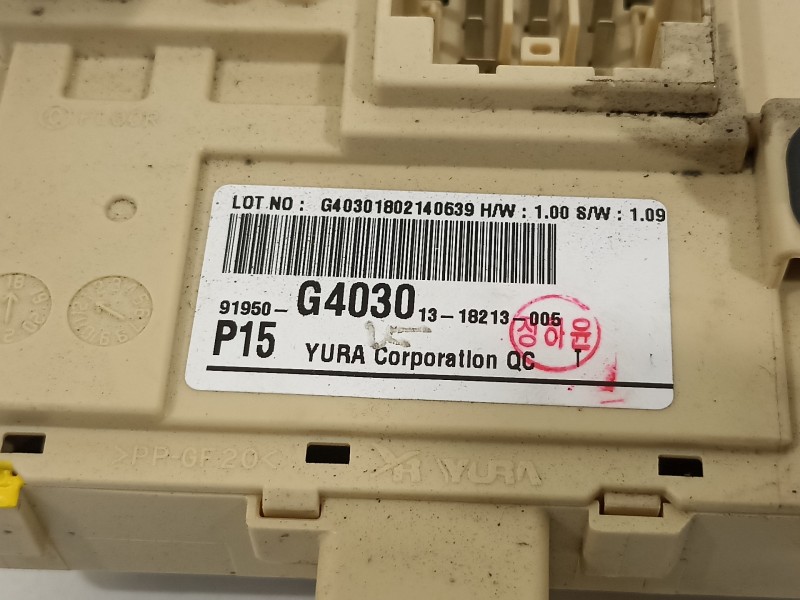 LOT.NO : G40301802140639 H/W : 1.00 S/W : 1.09
91950- G4030 13-18213-005
P15 YURA Corporation QC T
정하윤
>PP-GF20< YURA